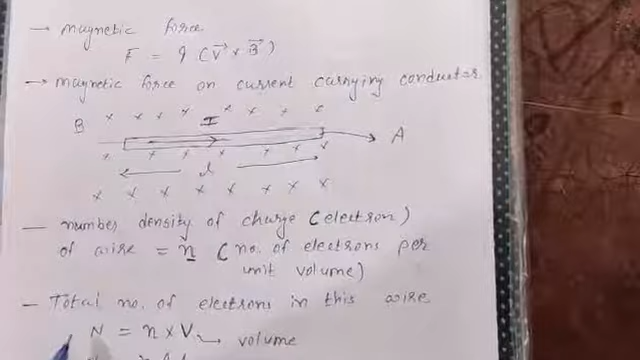 → magnetic force
F = q (V⃗ × B⃗)
→ magnetic force on current carrying conductor
B × × × × × × × ×
I
A
× × × × × × ×
l
× × × × × × × ×
— number density of charge (electron)
of wire = n (no. of electrons per
unit volume)
— Total no. of electrons in this wire
N = n × V → volume